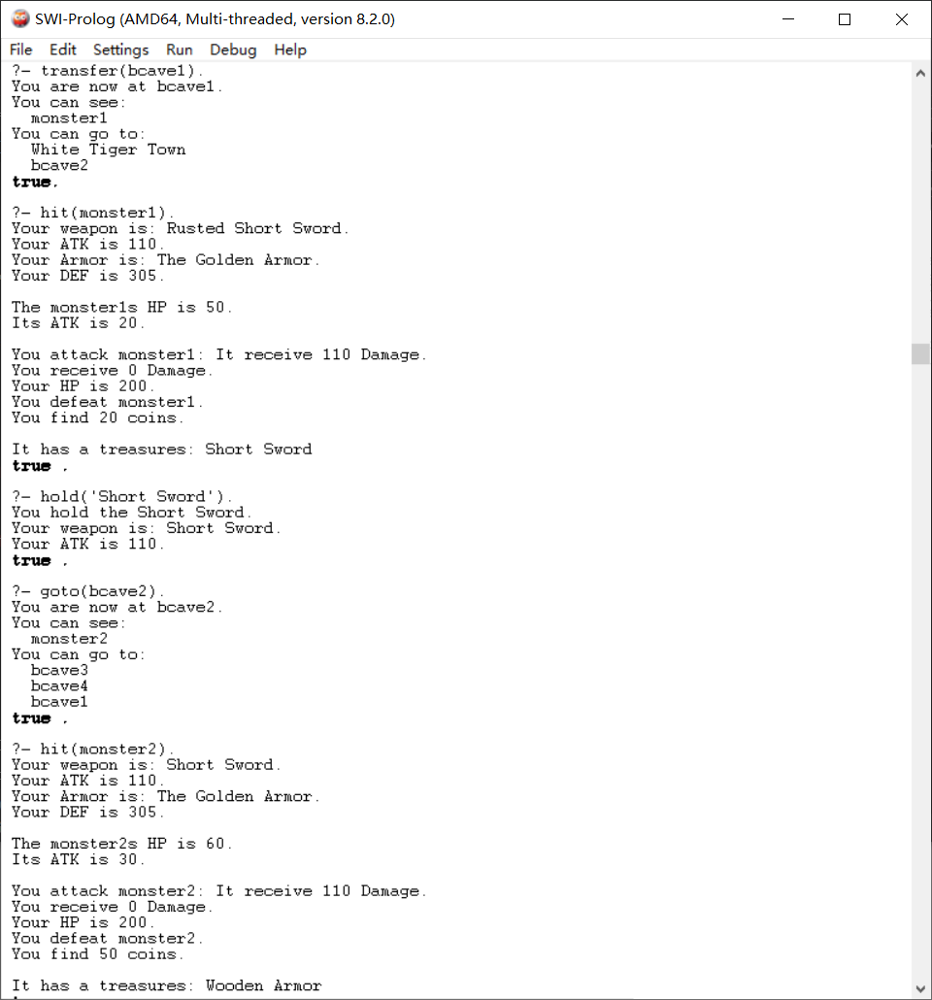 SWI-Prolog (AMD64, Multi-threaded, version 8.2.0)
File Edit Settings Run Debug Help
?- transfer(bcave1).
You are now at bcave1.
You can see:
monster1
You can go to:
White Tiger Town
bcave2
true.
?- hit(monster1).
Your weapon is: Rusted Short Sword.
Your ATK is 110.
Your Armor is: The Golden Armor.
Your DEF is 305.
The monster1s HP is 50.
Its ATK is 20.
You attack monster1: It receive 110 Damage.
You receive 0 Damage.
Your HP is 200.
You defeat monster1.
You find 20 coins.
It has a treasures: Short Sword
true .
?- hold('Short Sword').
You hold the Short Sword.
Your weapon is: Short Sword.
Your ATK is 110.
true .
?- goto(bcave2).
You are now at bcave2.
You can see:
monster2
You can go to:
bcave3
bcave4
bcave1
true .
?- hit(monster2).
Your weapon is: Short Sword.
Your ATK is 110.
Your Armor is: The Golden Armor.
Your DEF is 305.
The monster2s HP is 60.
Its ATK is 30.
You attack monster2: It receive 110 Damage.
You receive 0 Damage.
Your HP is 200.
You defeat monster2.
You find 50 coins.
It has a treasures: Wooden Armor